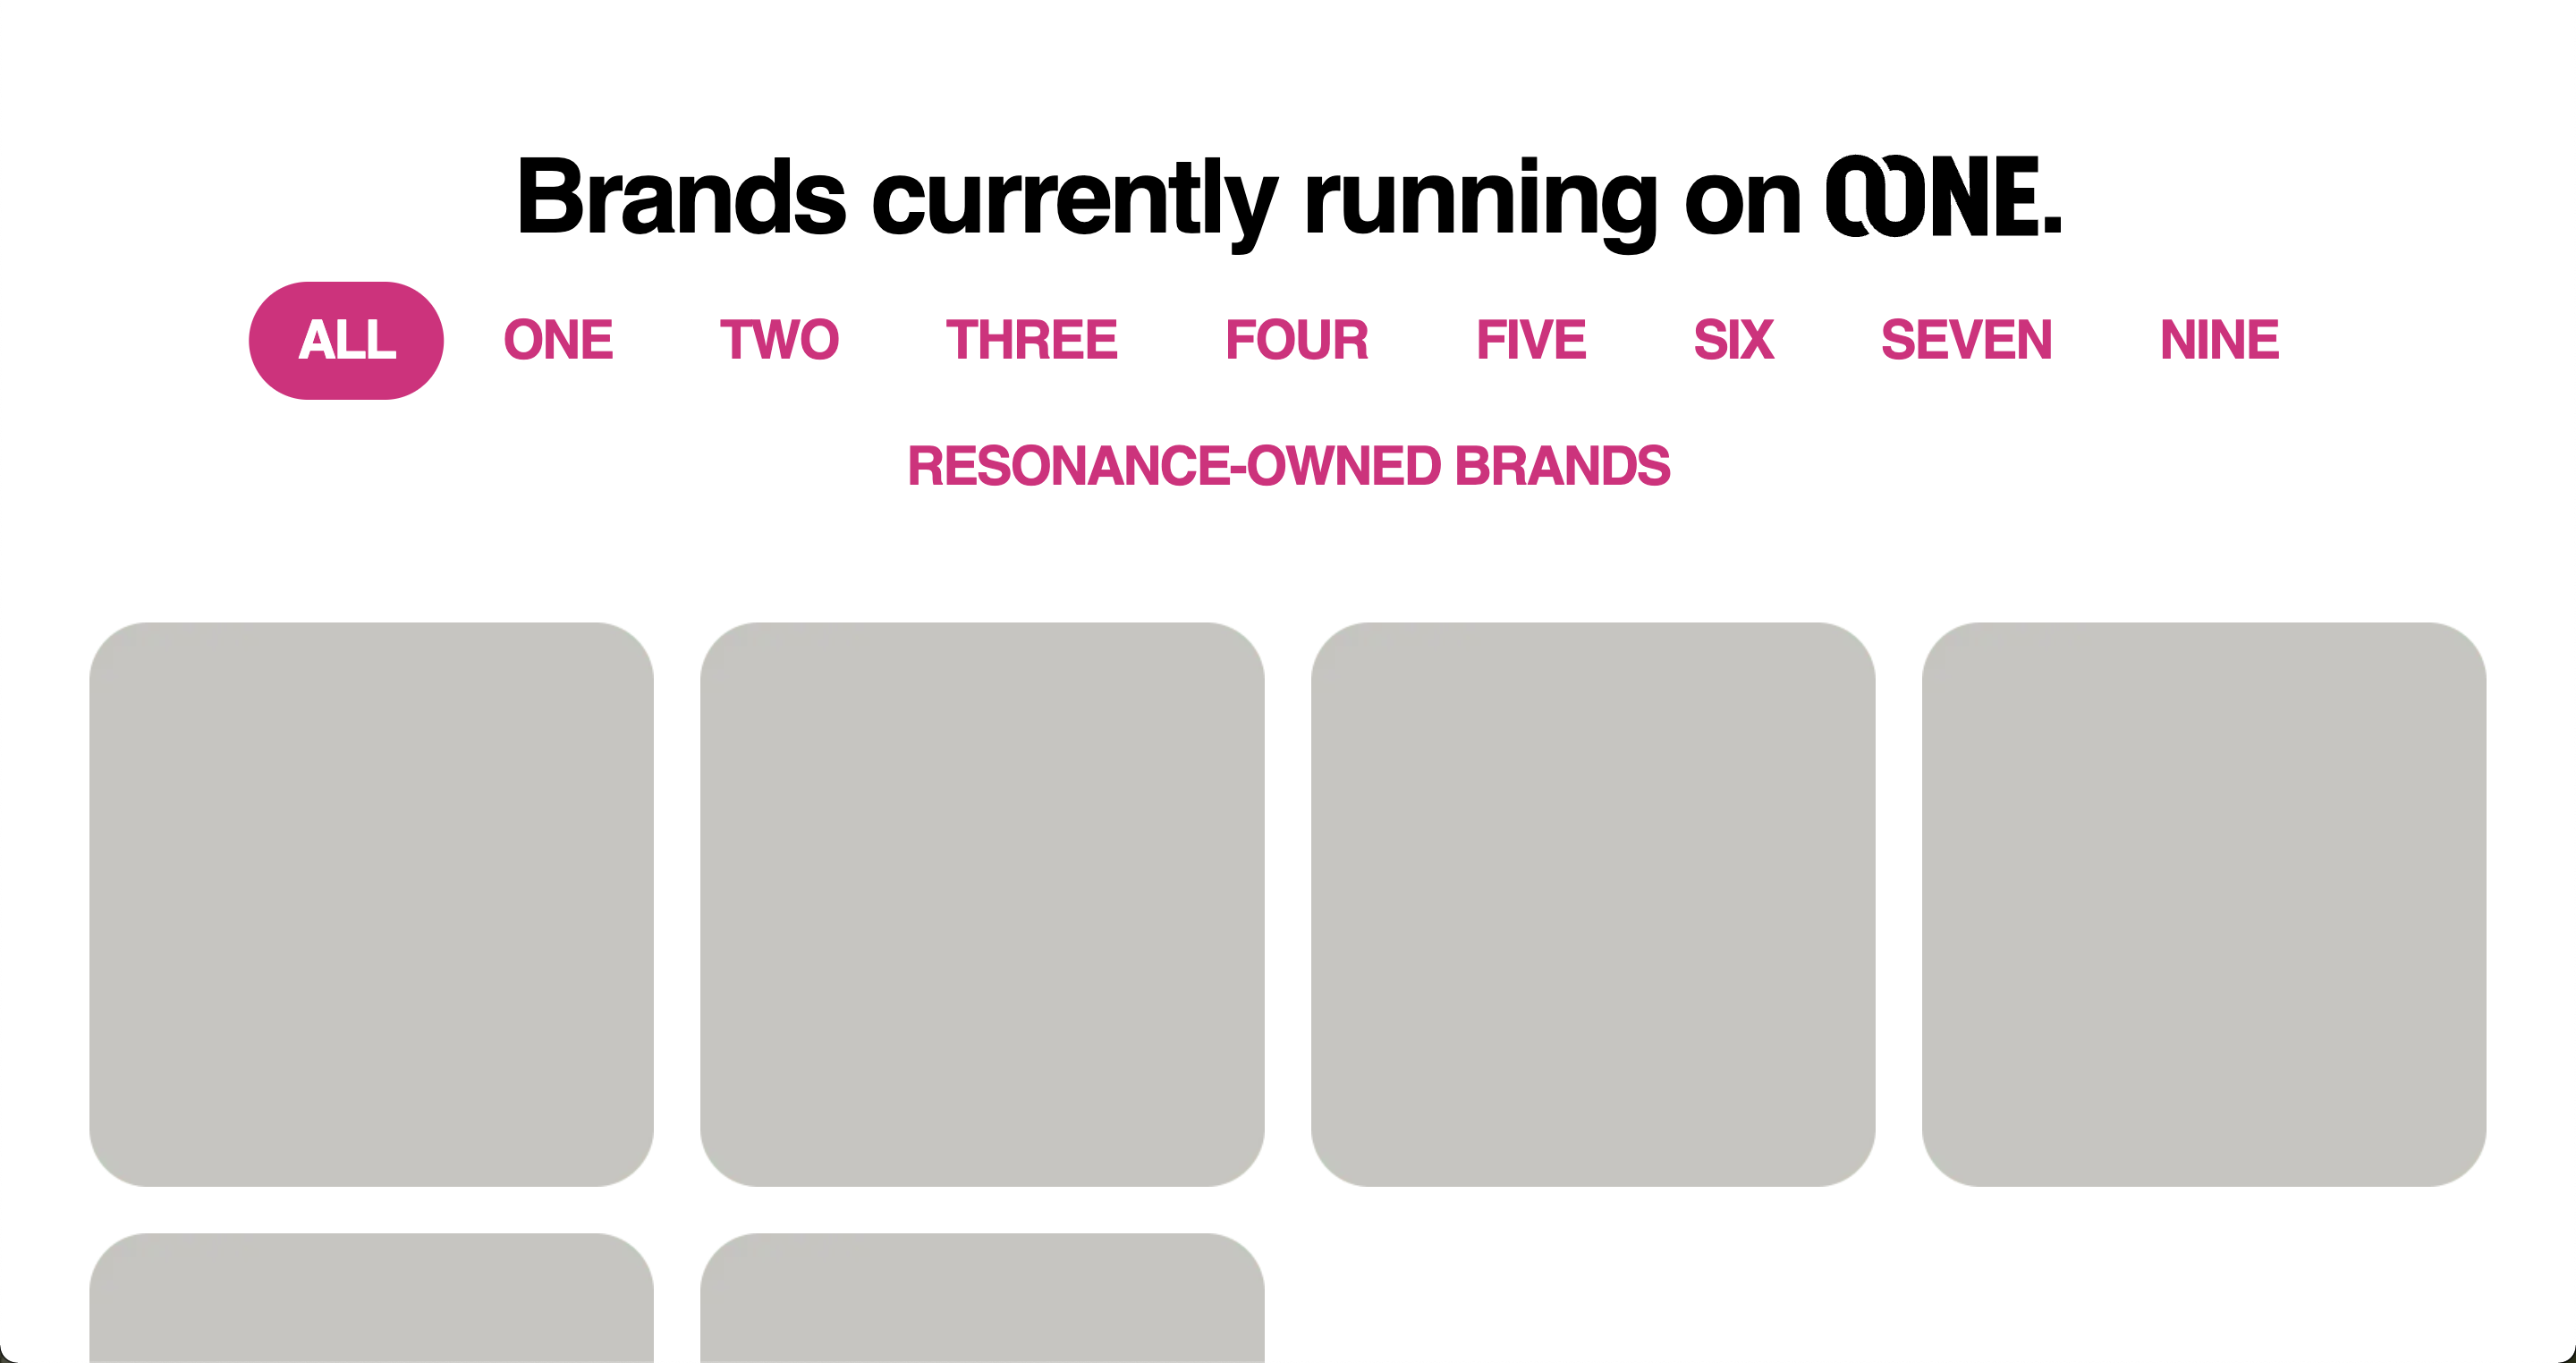 Brands currently running on ONE.
ALL ONE TWO THREE FOUR FIVE SIX SEVEN NINE
RESONANCE-OWNED BRANDS